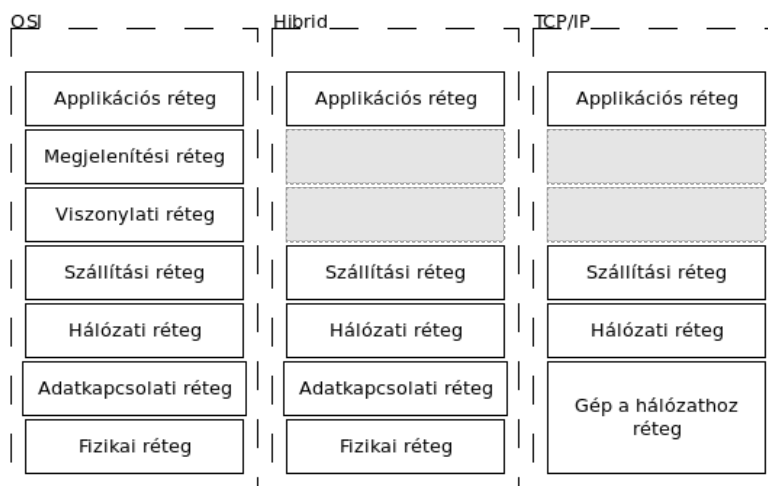 OSI
Applikációs réteg
Megjelenítési réteg
Viszonylati réteg
Szállítási réteg
Hálózati réteg
Adatkapcsolati réteg
Fizikai réteg
Hibrid
Applikációs réteg
Szállítási réteg
Hálózati réteg
Adatkapcsolati réteg
Fizikai réteg
TCP/IP
Applikációs réteg
Szállítási réteg
Hálózati réteg
Gép a hálózathoz
réteg